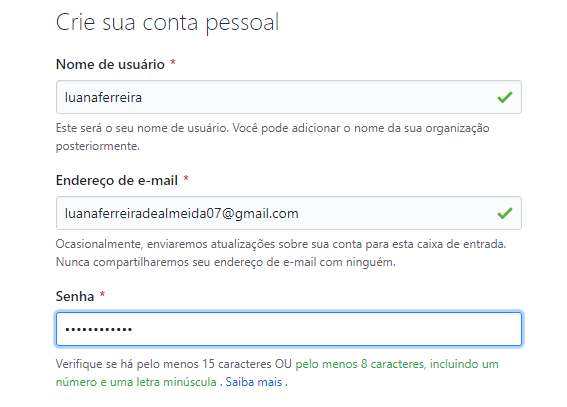 Crie sua conta pessoal
Nome de usuário *
luanaferreira
Este será o seu nome de usuário. Você pode adicionar o nome da sua organização
posteriormente.
Endereço de e-mail *
luanaferreiradealmeida07@gmail.com
Ocasionalmente, enviaremos atualizações sobre sua conta para esta caixa de entrada.
Nunca compartilharemos seu endereço de e-mail com ninguém.
Senha *
••••••••••••
Verifique se há pelo menos 15 caracteres OU pelo menos 8 caracteres, incluindo um
número e uma letra minúscula . Saiba mais .